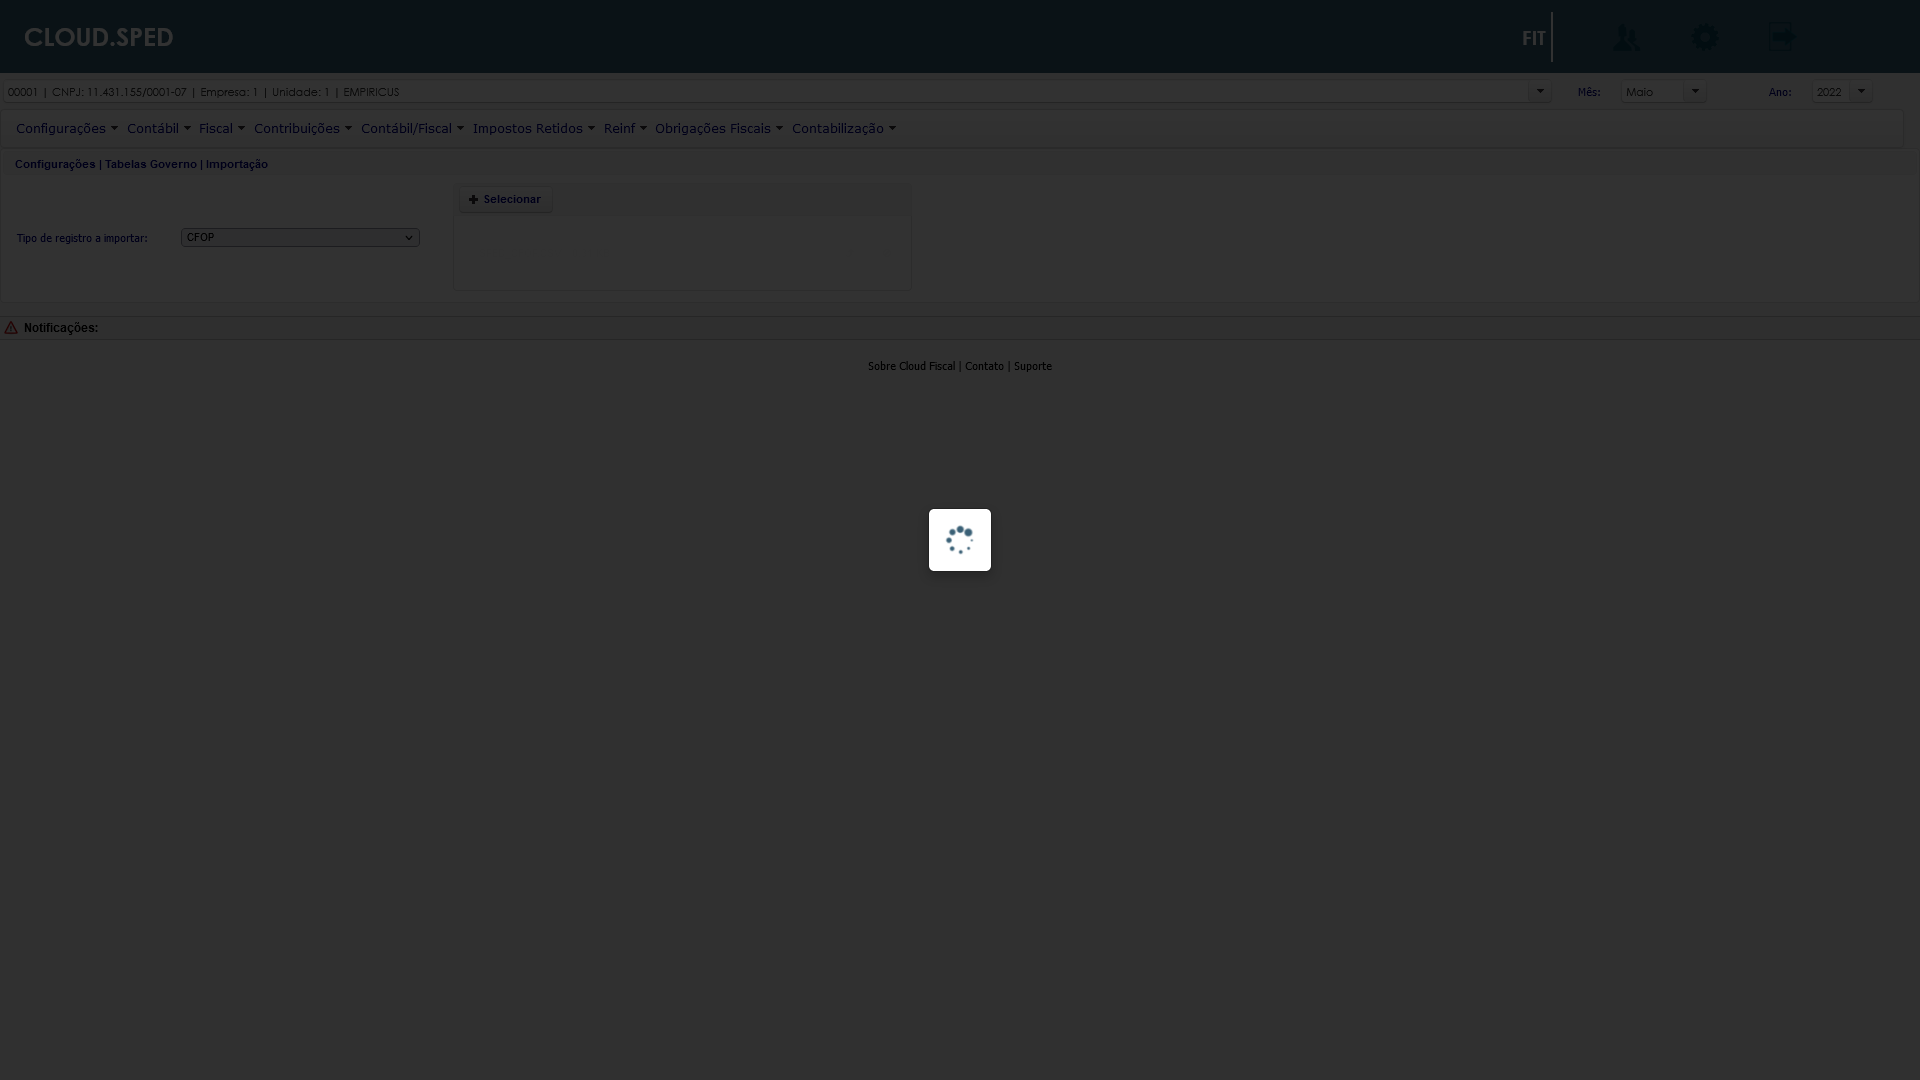 CLOUD.SPED
FIT
00001 | CNPJ: 11.431.155/0001-07 | Empresa: 1 | Unidade: 1 | EMPIRICUS
Mês: Maio
Ano: 2022
Configurações Contábil Fiscal Contribuições Contábil/Fiscal Impostos Retidos Reinf Obrigações Fiscais Contabilização
Configurações | Tabelas Governo | Importação
Selecionar
Tipo de registro a importar: CFOP
Notificações:
Sobre Cloud Fiscal | Contato | Suporte